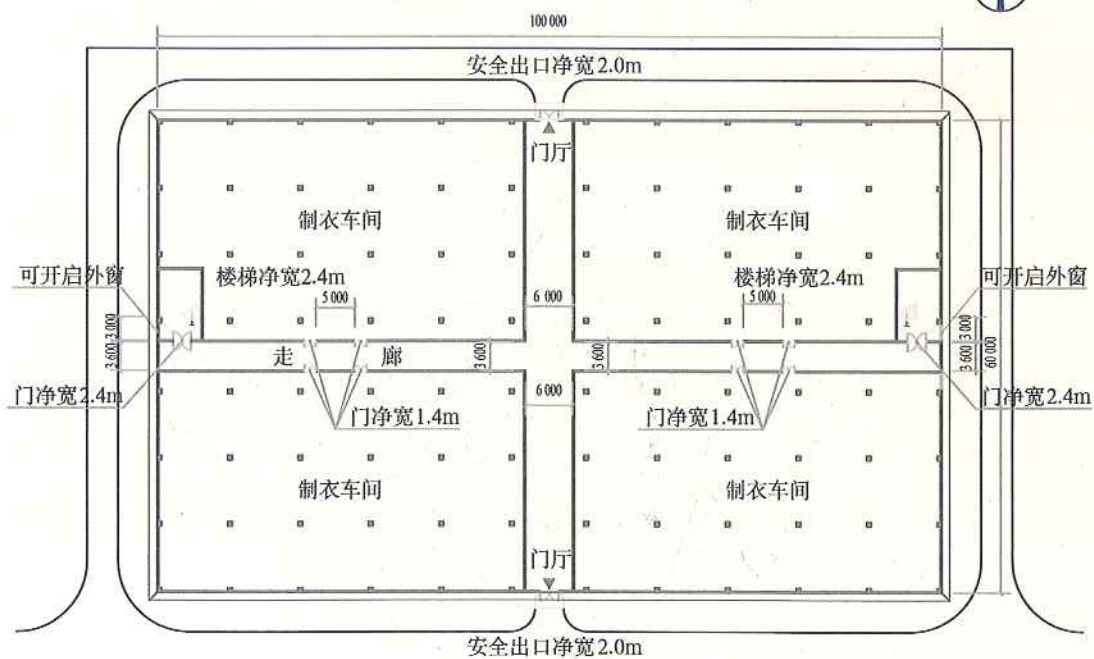 100 000
安全出口净宽2.0m
门厅
制衣车间
制衣车间
可开启外窗
楼梯净宽2.4m
楼梯净宽2.4m
可开启外窗
5 000
6 000
5 000
3 000
上
上
3 000
3 600
走
廊
3 600
3 600
3 600
60 000
门净宽2.4m
6 000
门净宽2.4m
门净宽1.4m
门净宽1.4m
制衣车间
制衣车间
门厅
安全出口净宽2.0m